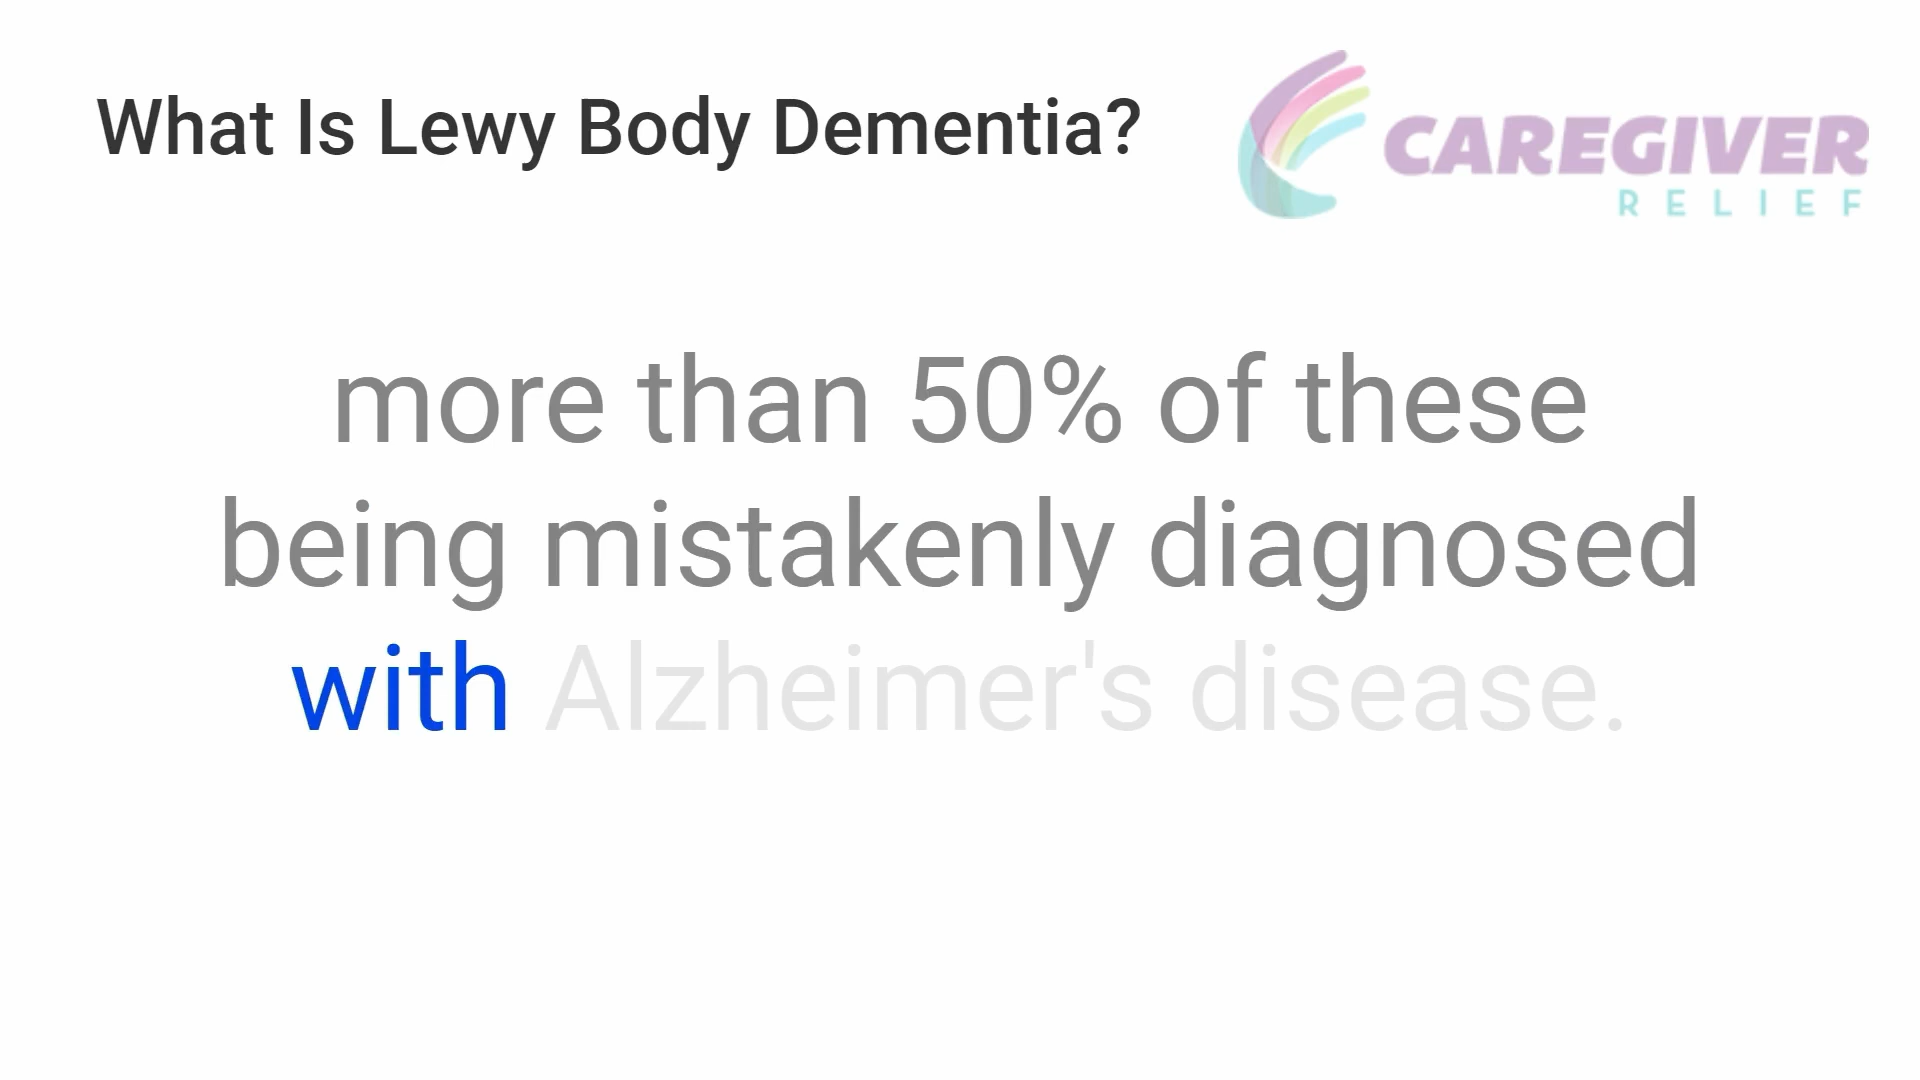 What Is Lewy Body Dementia?
CAREGIVER
RELIEF
more than 50% of these
being mistakenly diagnosed
with Alzheimer's disease.